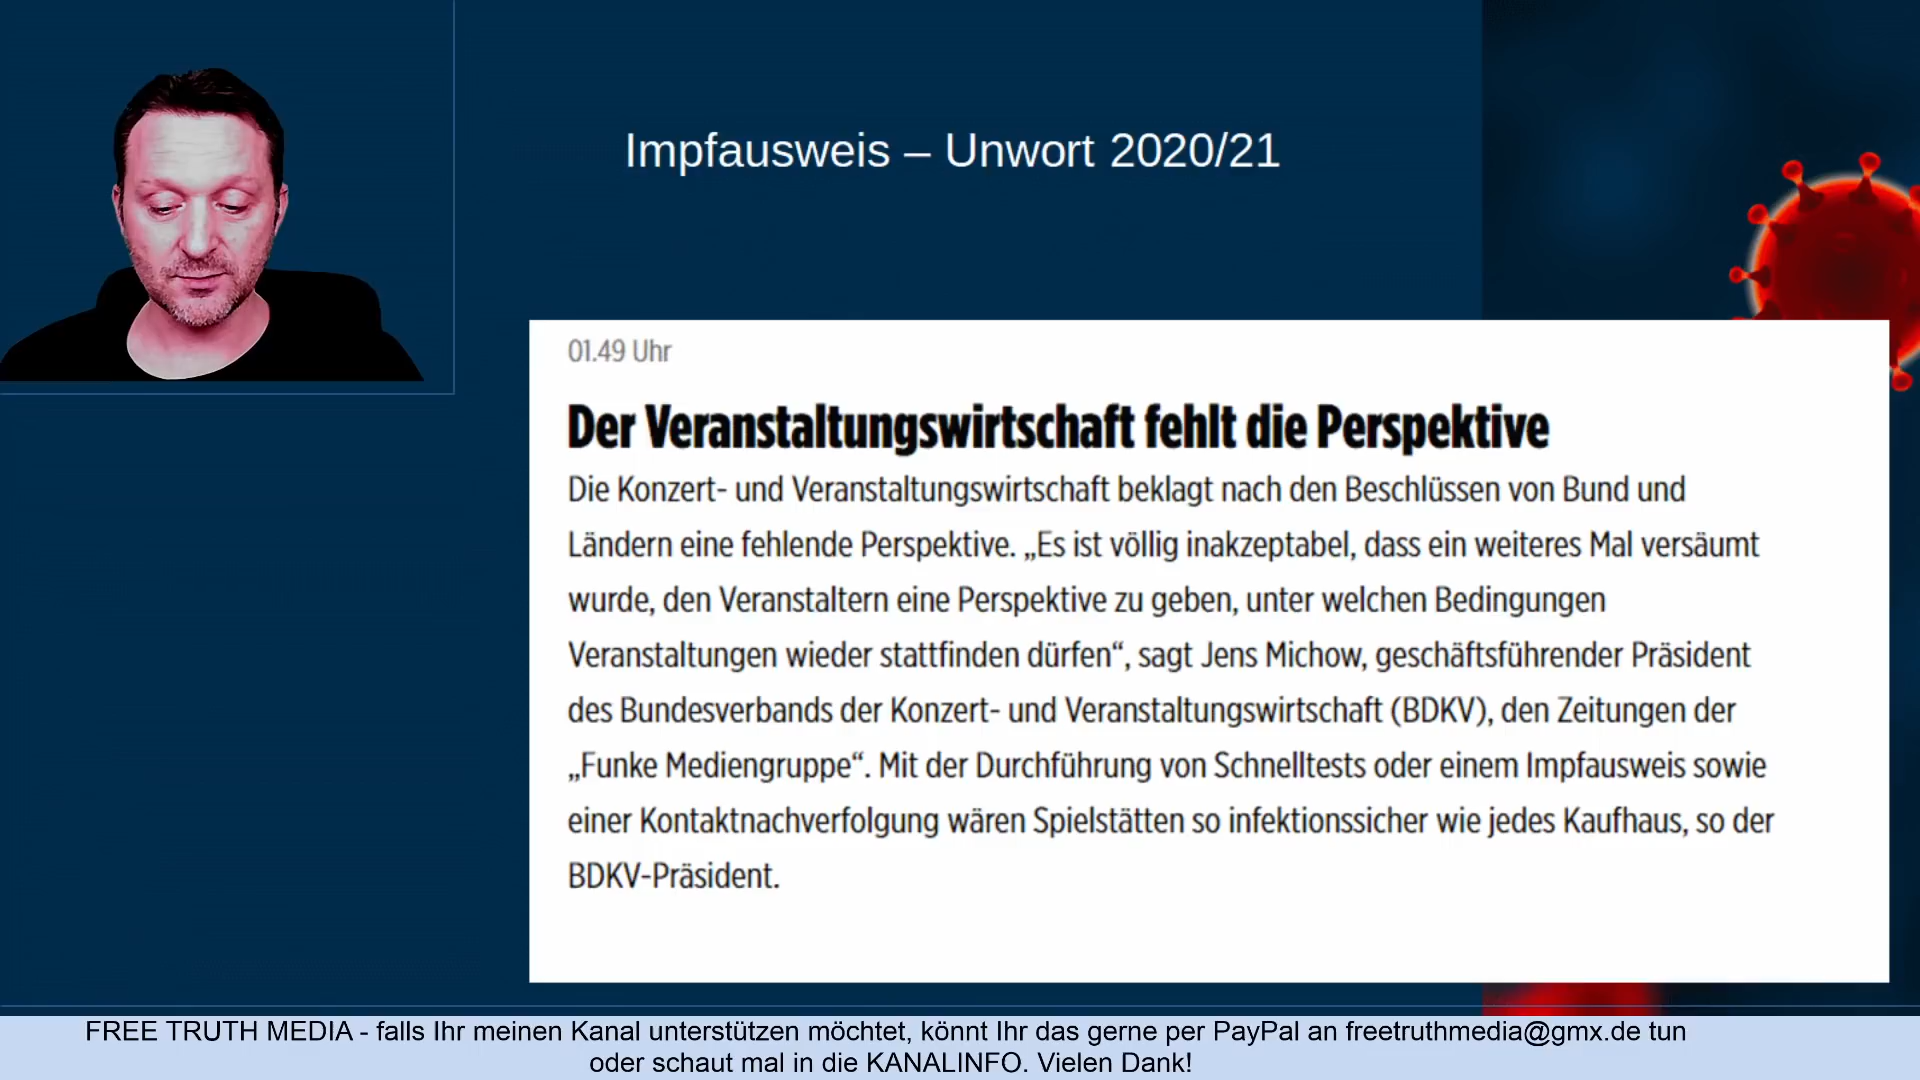 Impfausweis – Unwort 2020/21
01.49 Uhr
Der Veranstaltungswirtschaft fehlt die Perspektive
Die Konzert- und Veranstaltungswirtschaft beklagt nach den Beschlüssen von Bund und
Ländern eine fehlende Perspektive. „Es ist völlig inakzeptabel, dass ein weiteres Mal versäumt
wurde, den Veranstaltern eine Perspektive zu geben, unter welchen Bedingungen
Veranstaltungen wieder stattfinden dürfen“, sagt Jens Michow, geschäftsführender Präsident
des Bundesverbands der Konzert- und Veranstaltungswirtschaft (BDKV), den Zeitungen der
„Funke Mediengruppe“. Mit der Durchführung von Schnelltests oder einem Impfausweis sowie
einer Kontaktnachverfolgung wären Spielstätten so infektionssicher wie jedes Kaufhaus, so der
BDKV-Präsident.
FREE TRUTH MEDIA - falls Ihr meinen Kanal unterstützen möchtet, könnt Ihr das gerne per PayPal an freetruthmedia@gmx.de tun
oder schaut mal in die KANALINFO. Vielen Dank!